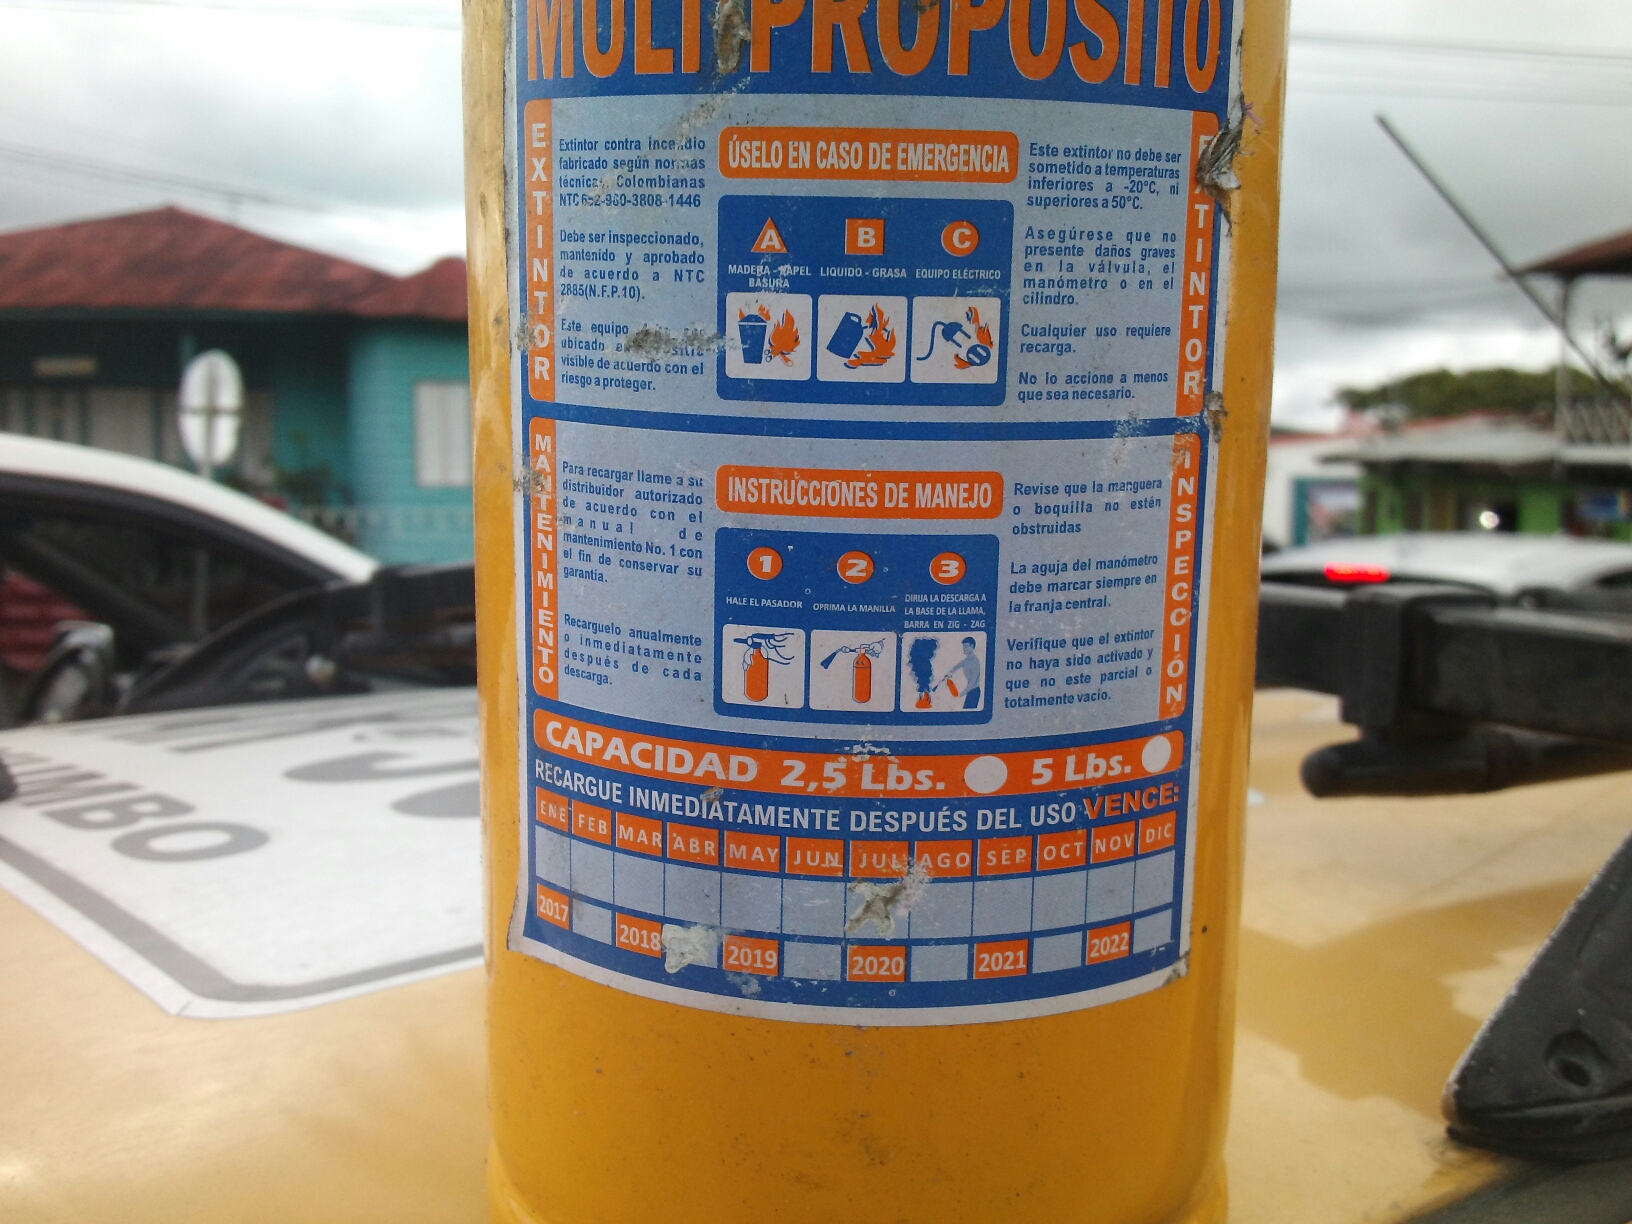 MULTIPROPÓSITO
EXTINTOR
Extintor contra Incendio
fabricado según normas
técnicas Colombianas
-3808-1446
Debe ser inspeccionado,
mantenido y aprobado
de acuerdo a NTC
2885(N.F.P.10).
Este equipo
ubicado en
visible de acuerdo con el
riesgo a proteger.
ÚSELO EN CASO DE EMERGENCIA
A B C
MADERA - PAPEL
BASURA
LIQUIDO - GRASA
EQUIPO ELÉCTRICO
Este extintor no debe ser
sometido a temperaturas
inferiores a -20°C, ni
superiores a 50°C.
Asegúrese que no
presente daños graves
en la válvula, el
manómetro o en el
cilindro.
Cualquier uso requiere
recarga.
No lo accione a menos
que sea necesario.
EXTINTOR
MANTENIMIENTO
Para recargar llame a su
distribuidor autorizado
de acuerdo con el
manual de
mantenimiento No. 1 con
el fin de conservar su
garantía.
Recarguelo anualmente
o inmediatamente
después de cada
descarga.
INSTRUCCIONES DE MANEJO
1 2 3
HALE EL PASADOR
OPRIMA LA MANILLA
DIRIJA LA DESCARGA A
LA BASE DE LA LLAMA,
BARRA EN ZIG - ZAG
Revise que la manguera
o boquilla no estén
obstruidas
La aguja del manómetro
debe marcar siempre en
la franja central.
Verifique que el extintor
no haya sido activado y
que no este parcial o
totalmente vacío.
INSPECCIÓN
CAPACIDAD 2,5 Lbs. 5 Lbs.
RECARGUE INMEDIATAMENTE DESPUÉS DEL USO VENCE:
ENE FEB MAR ABR MAY JUN JUL AGO SEP OCT NOV DIC
2017 2018 2019 2020 2021 2022